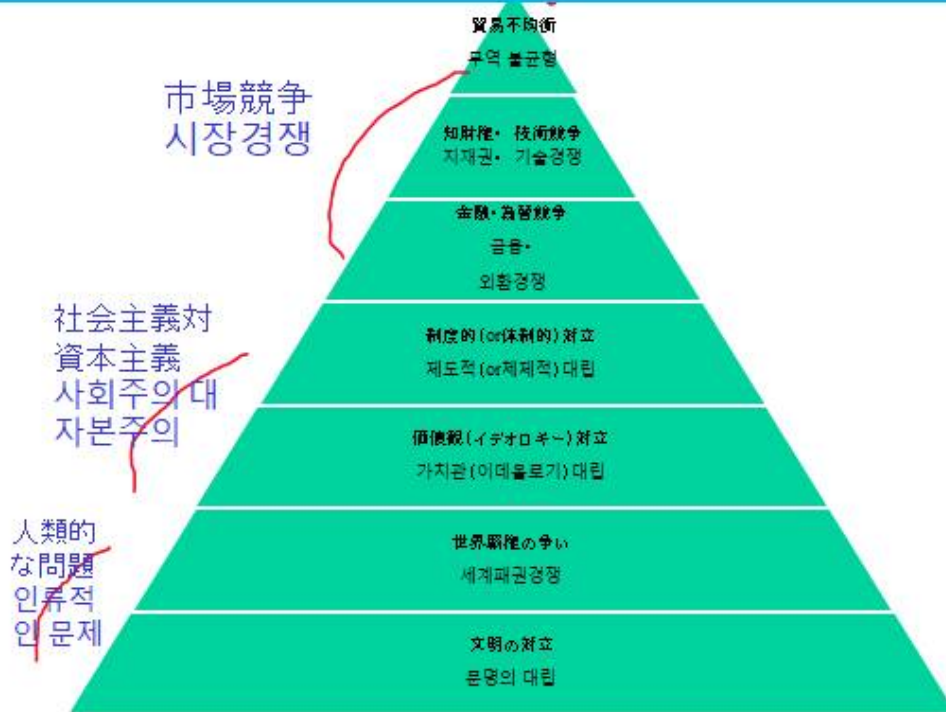 貿易不均衡
무역 불균형
市場競争
시장경쟁
知財権・ 技術競争
지재권・ 기술경쟁
金融・為替競争
금융・
외환경쟁
社会主義対
資本主義
사회주의 대
자본주의
制度的(or体制的)対立
제도적(or체제적)대립
価値観(イデオロギー)対立
가치관(이데올로기)대립
人類的
な問題
인류적
인 문제
世界覇権の争い
세계패권경쟁
文明の対立
문명의 대립